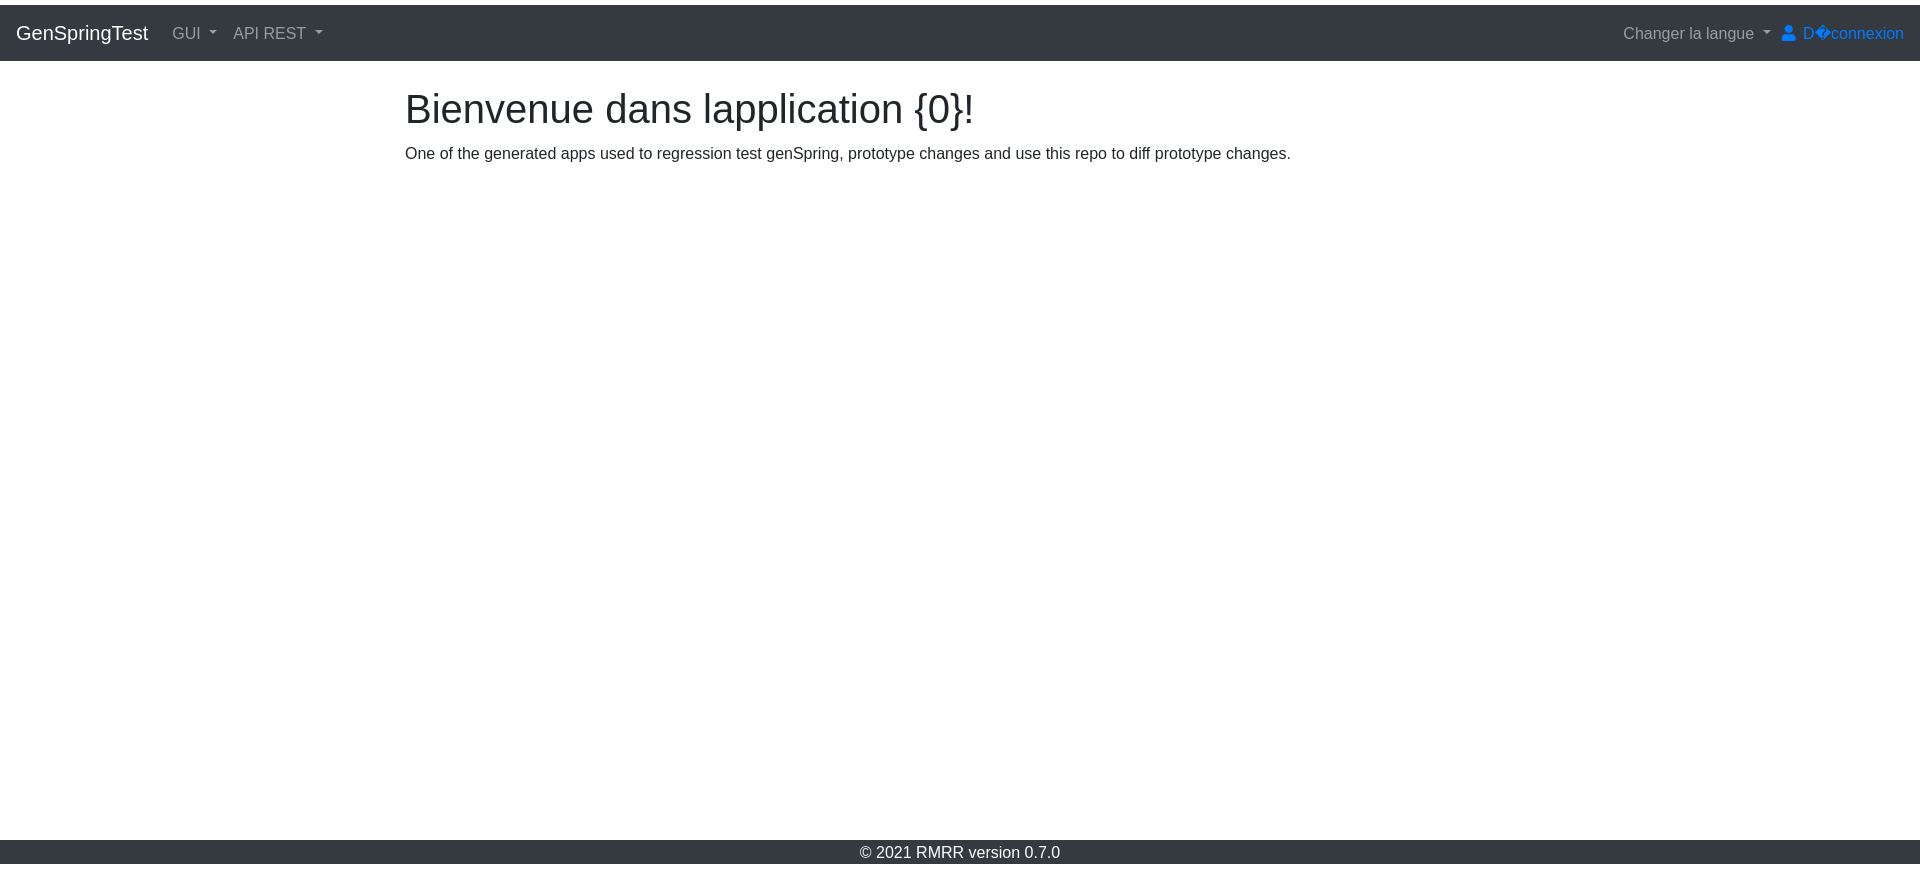 GenSpringTest GUI API REST Changer la langue D�connexion
Bienvenue dans lapplication {0}!
One of the generated apps used to regression test genSpring, prototype changes and use this repo to diff prototype changes.
© 2021 RMRR version 0.7.0